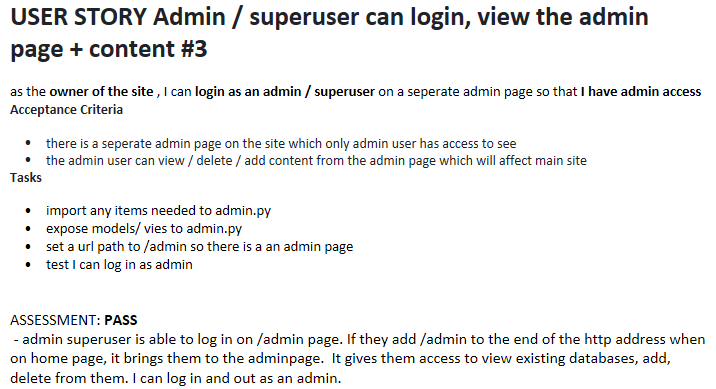 USER STORY Admin / superuser can login, view the admin
page + content #3
as the owner of the site , I can login as an admin / superuser on a seperate admin page so that I have admin access
Acceptance Criteria
• there is a seperate admin page on the site which only admin user has access to see
• the admin user can view / delete / add content from the admin page which will affect main site
Tasks
• import any items needed to admin.py
• expose models/ vies to admin.py
• set a url path to /admin so there is a an admin page
• test I can log in as admin
ASSESSMENT: PASS
- admin superuser is able to log in on /admin page. If they add /admin to the end of the http address when
on home page, it brings them to the adminpage.  It gives them access to view existing databases, add,
delete from them. I can log in and out as an admin.